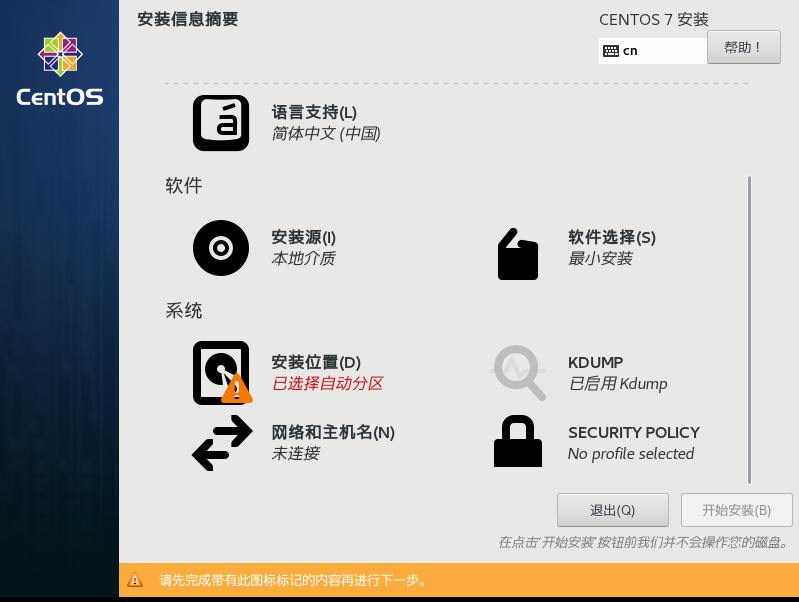 安装信息摘要
CENTOS 7 安装
cn
帮助！
CentOS
语言支持(L)
简体中文 (中国)
软件
安装源(I)
本地介质
软件选择(S)
最小安装
系统
安装位置(D)
已选择自动分区
KDUMP
已启用 Kdump
网络和主机名(N)
未连接
SECURITY POLICY
No profile selected
退出(Q)
开始安装(B)
在点击'开始安装'按钮前我们并不会操作您的磁盘。
请先完成带有此图标标记的内容再进行下一步。